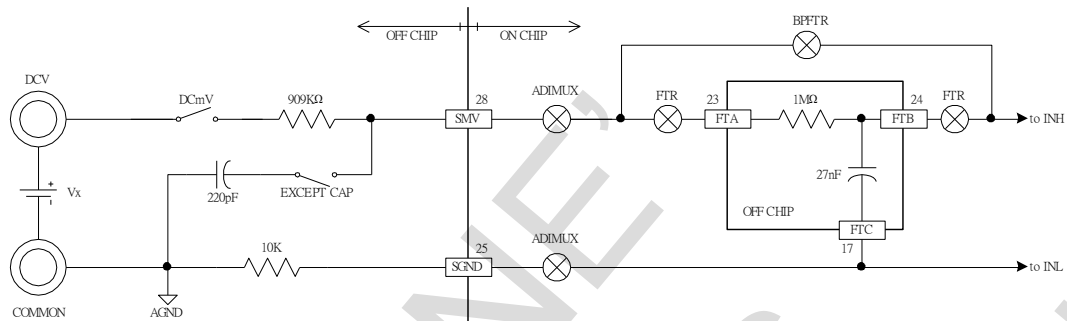 OFF CHIP
ON CHIP
BPFTR
DCV
DCmV
909KΩ
28
SMV
ADIMUX
FTR
23
FTA
1MΩ
24
FTB
FTR
to INH
+
Vx
-
220pF
EXCEPT CAP
27nF
OFF CHIP
FTC
17
10K
25
SGND
ADIMUX
to INL
COMMON
AGND